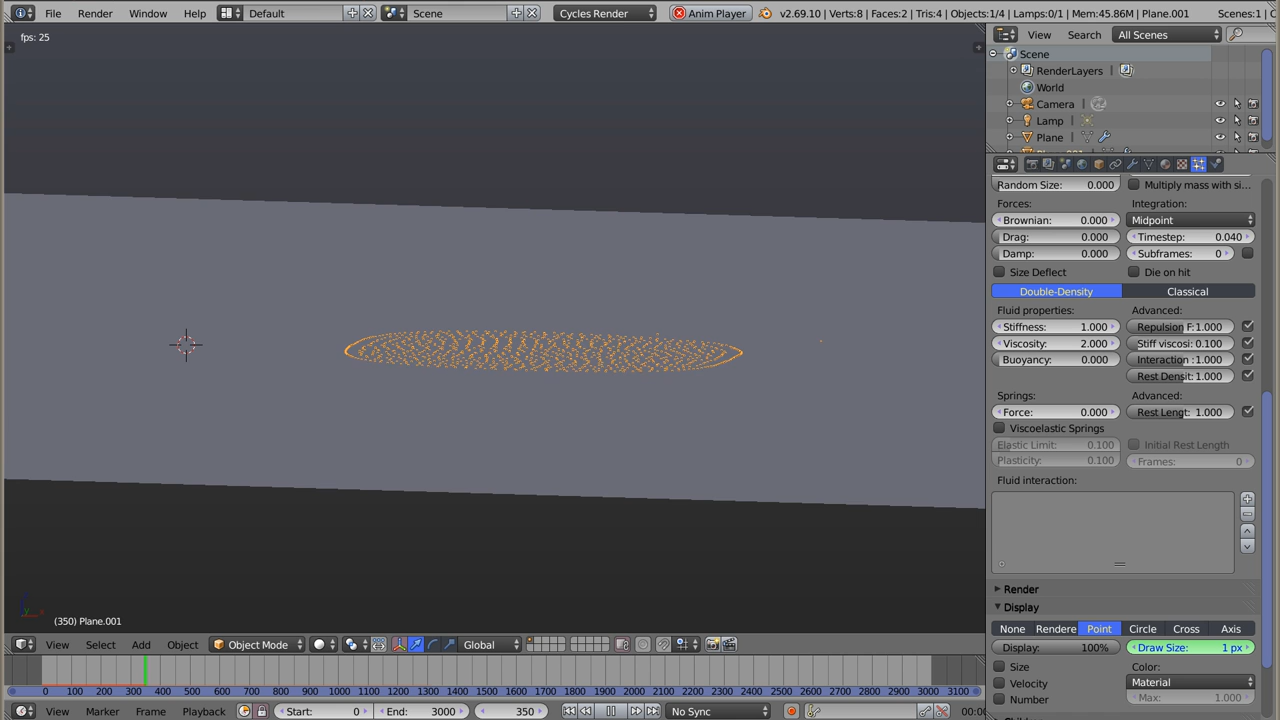 File Render Window Help Default Scene Cycles Render Anim Player v2.69.10 | Verts:8 | Faces:2 | Tris:4 | Objects:1/4 | Lamps:0/1 | Mem:45.86M | Plane.001 Scenes:1 | C
fps: 25
View Search All Scenes
Scene
RenderLayers
World
Camera
Lamp
Plane
Random Size: 0.000 Multiply mass with si...
Forces: Integration:
Brownian: 0.000 Midpoint
Drag: 0.000 Timestep: 0.040
Damp: 0.000 Subframes: 0
Size Deflect Die on hit
Double-Density Classical
Fluid properties: Advanced:
Stiffness: 1.000 Repulsion F: 1.000
Viscosity: 2.000 Stiff viscosi: 0.100
Buoyancy: 0.000 Interaction : 1.000
Rest Densit: 1.000
Springs: Advanced:
Force: 0.000 Rest Lengt: 1.000
Viscoelastic Springs
Elastic Limit: 0.100 Initial Rest Length
Plasticity: 0.100 Frames: 0
Fluid interaction:
Render
Display
None Rendere Point Circle Cross Axis
Display: 100% Draw Size: 1 px
Size Color:
Velocity Material
Number Max: 1.000
(350) Plane.001
View Select Add Object Object Mode Global
0 100 200 300 400 500 600 700 800 900 1000 1100 1200 1300 1400 1500 1600 1700 1800 1900 2000 2100 2200 2300 2400 2500 2600 2700 2800 2900 3000 3100
View Marker Frame Playback Start: 0 End: 3000 350 No Sync 00:0